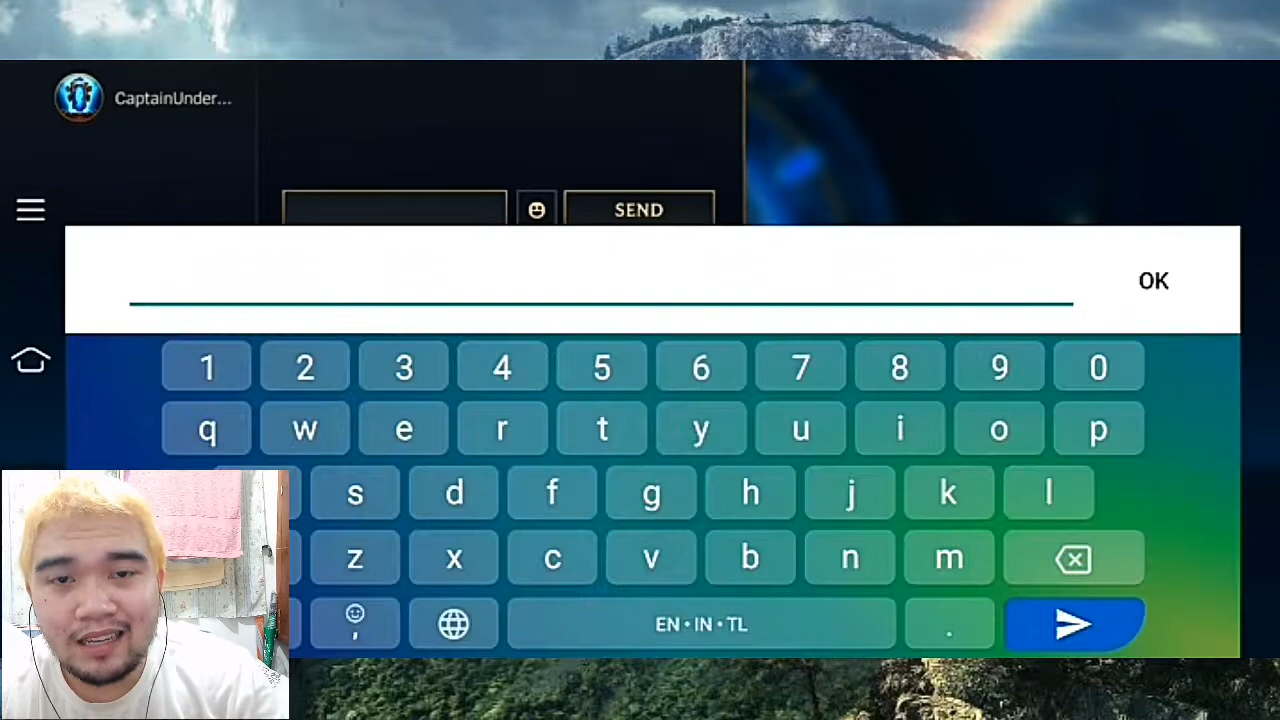 CaptainUnder...
SEND
OK
1 2 3 4 5 6 7 8 9 0
q w e r t y u i o p
s d f g h j k l
z x c v b n m
, EN•IN•TL .